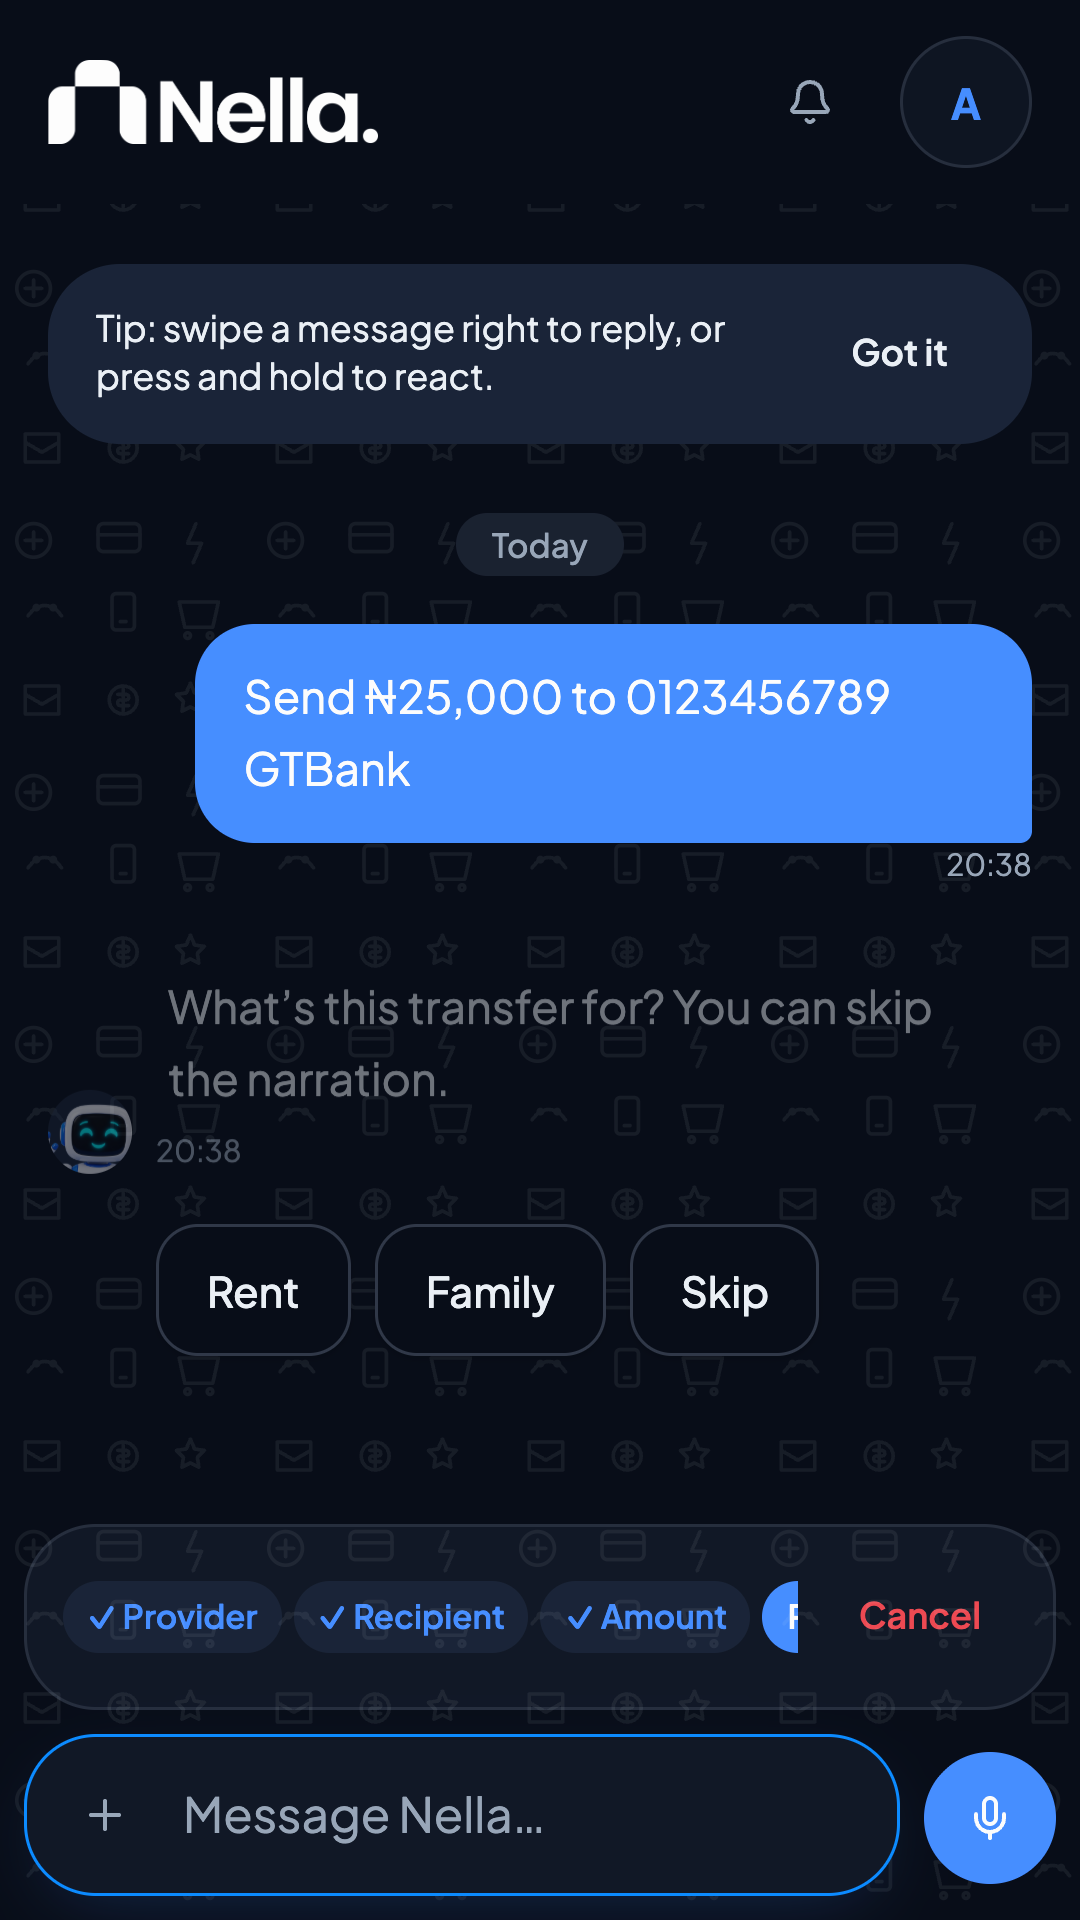 Nella.
A
Tip: swipe a message right to reply, or
press and hold to react.
Got it
Today
Send ₦25,000 to 0123456789
GTBank
20:38
What’s this transfer for? You can skip
the narration.
20:38
Rent
Family
Skip
Provider
Recipient
Amount
Cancel
Message Nella...